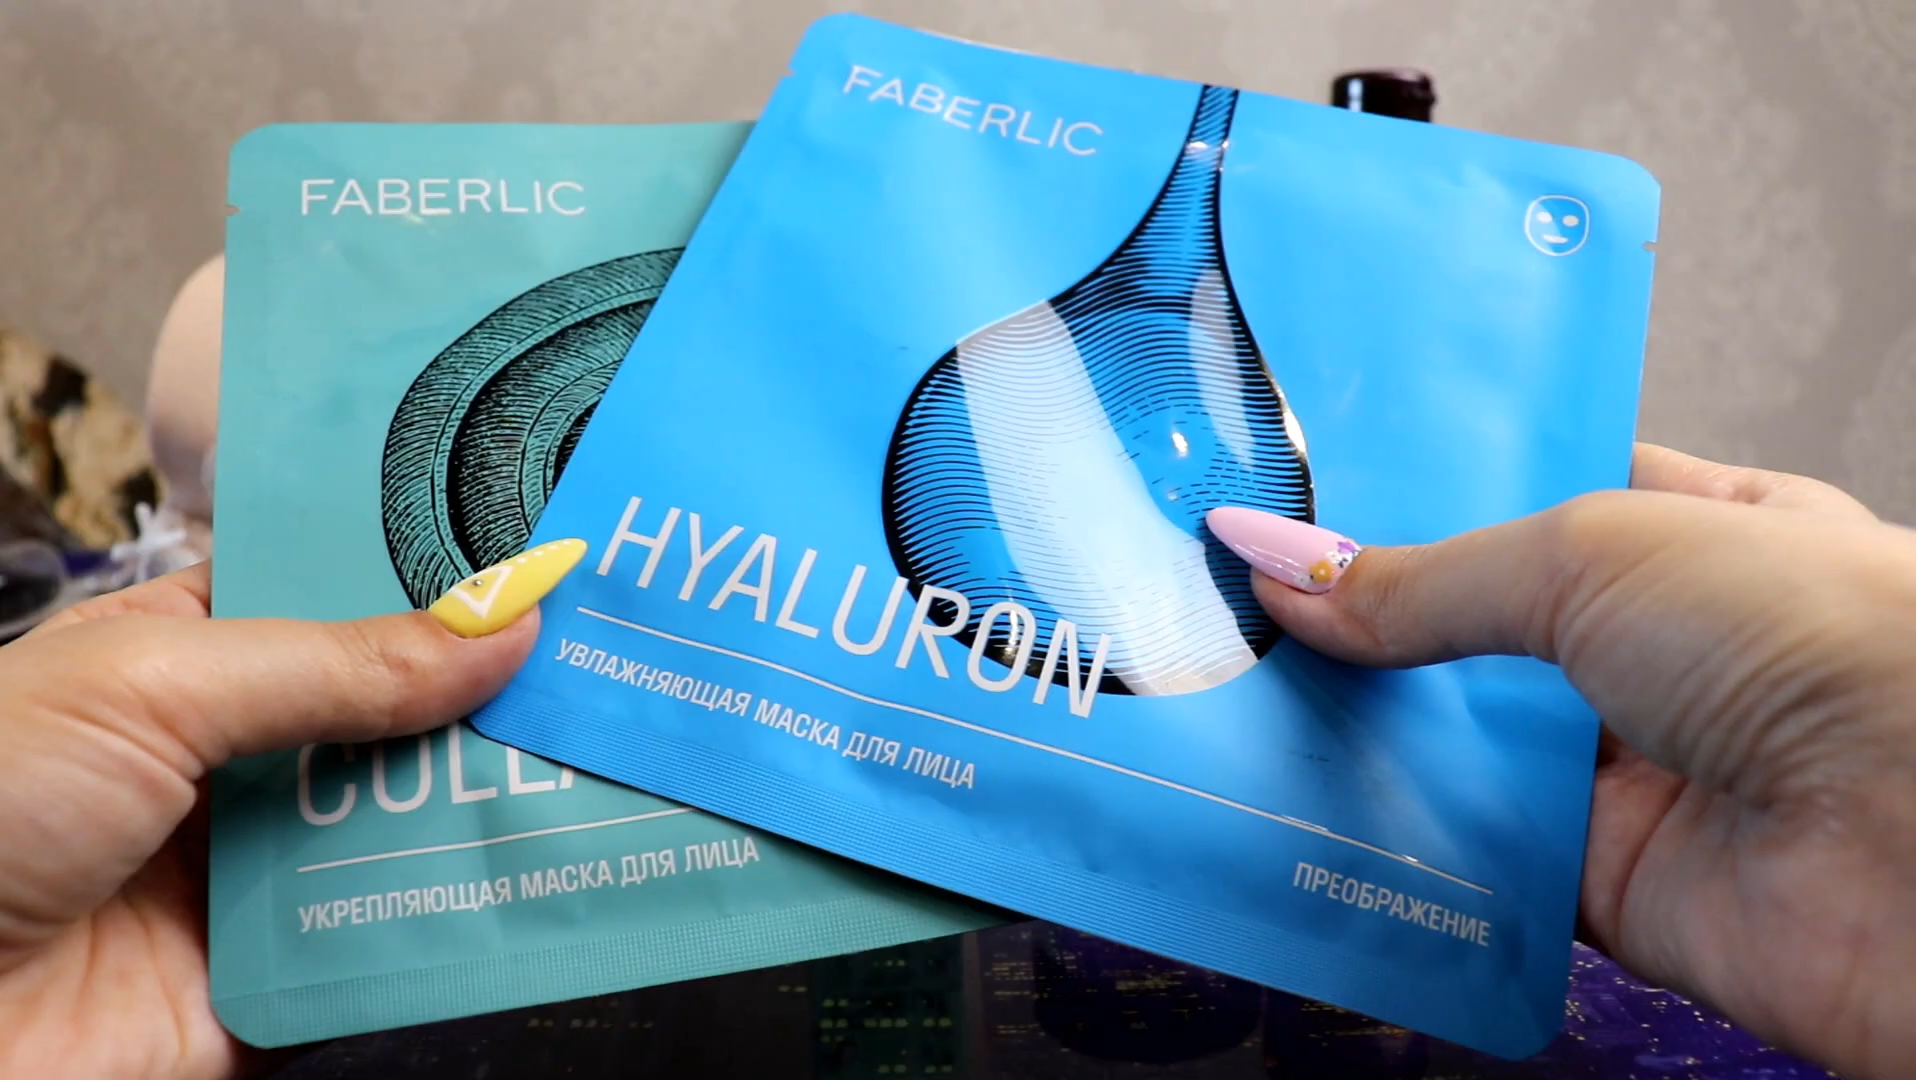 FABERLIC
УКРЕПЛЯЮЩАЯ МАСКА ДЛЯ ЛИЦА
FABERLIC
HYALURON
УВЛАЖНЯЮЩАЯ МАСКА ДЛЯ ЛИЦА
ПРЕОБРАЖЕНИЕ